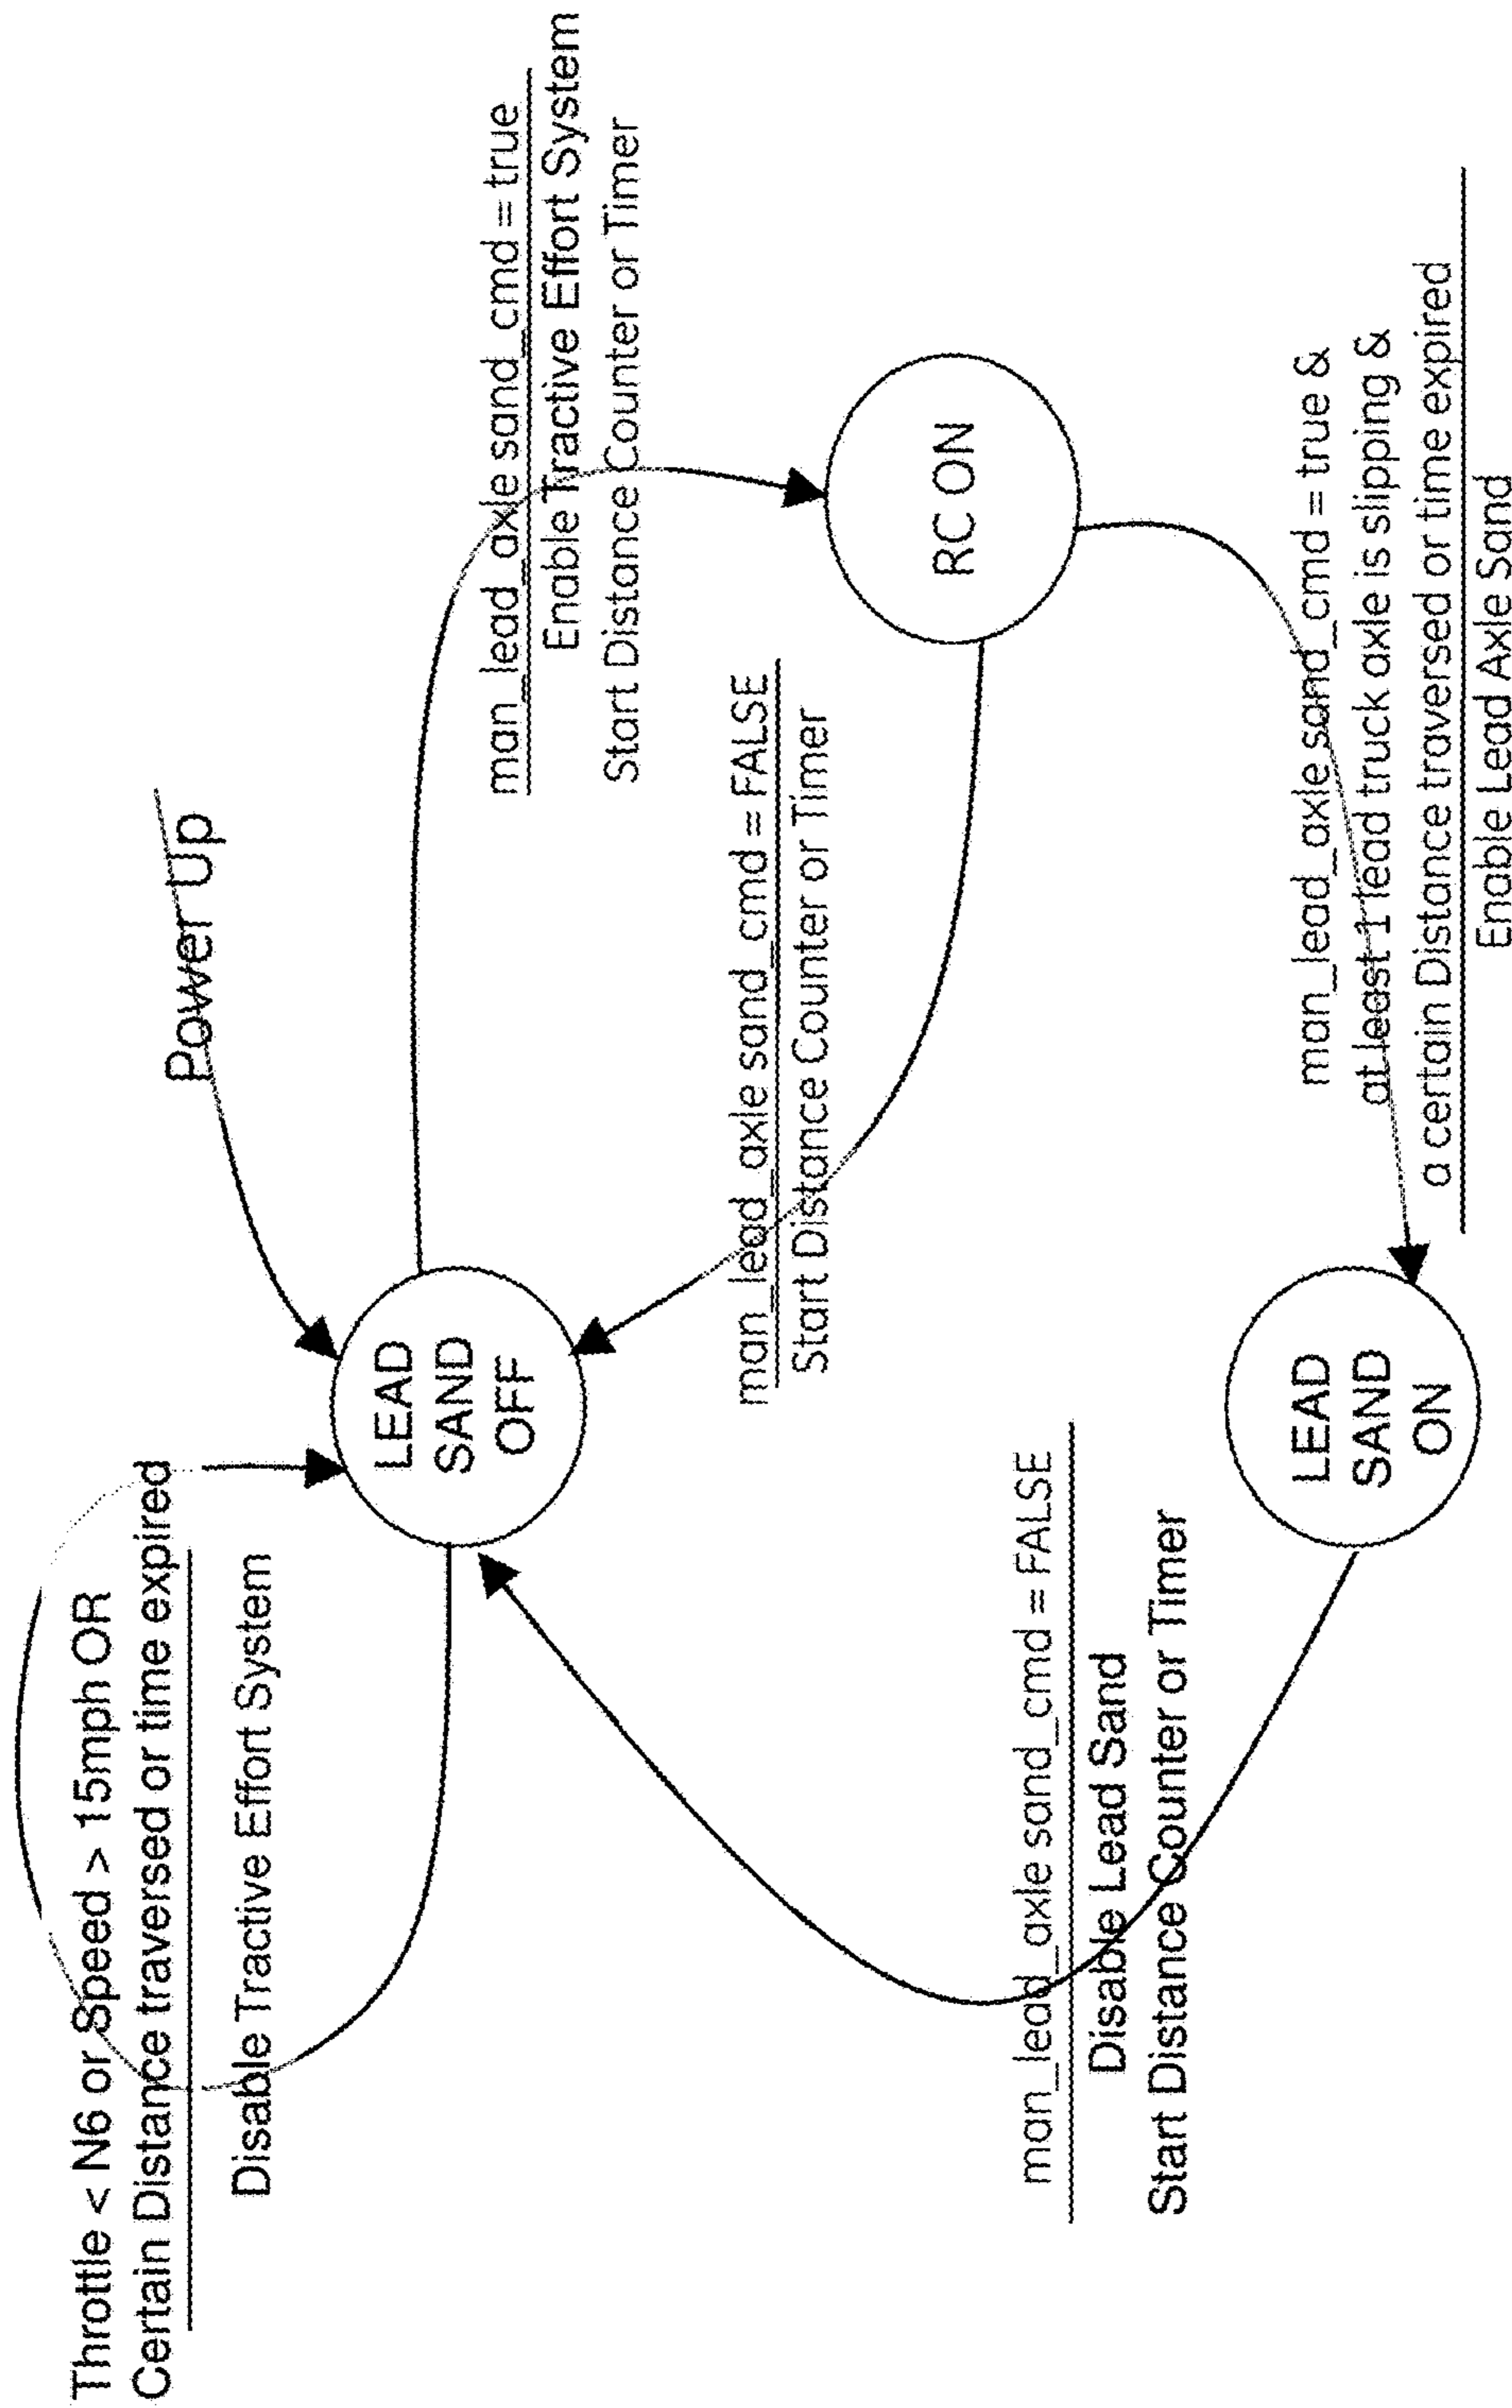 Throttle < N6 or Speed > 15mph OR
Certain Distance traversed or time expired
Disable Tractive Effort System
Power Up
LEAD
SAND
OFF
man_lead_axle sand_cmd = true
Enable Tractive Effort System
Start Distance Counter or Timer
man_lead_axle sand_cmd = FALSE
Start Distance Counter or Timer
RC ON
man_lead_axle sand_cmd = FALSE
Disable Lead Sand
Start Distance Counter or Timer
LEAD
SAND
ON
man_lead_axle sand_cmd = true &
at least 1 lead truck axle is slipping &
a certain Distance traversed or time expired
Enable Lead Axle Sand